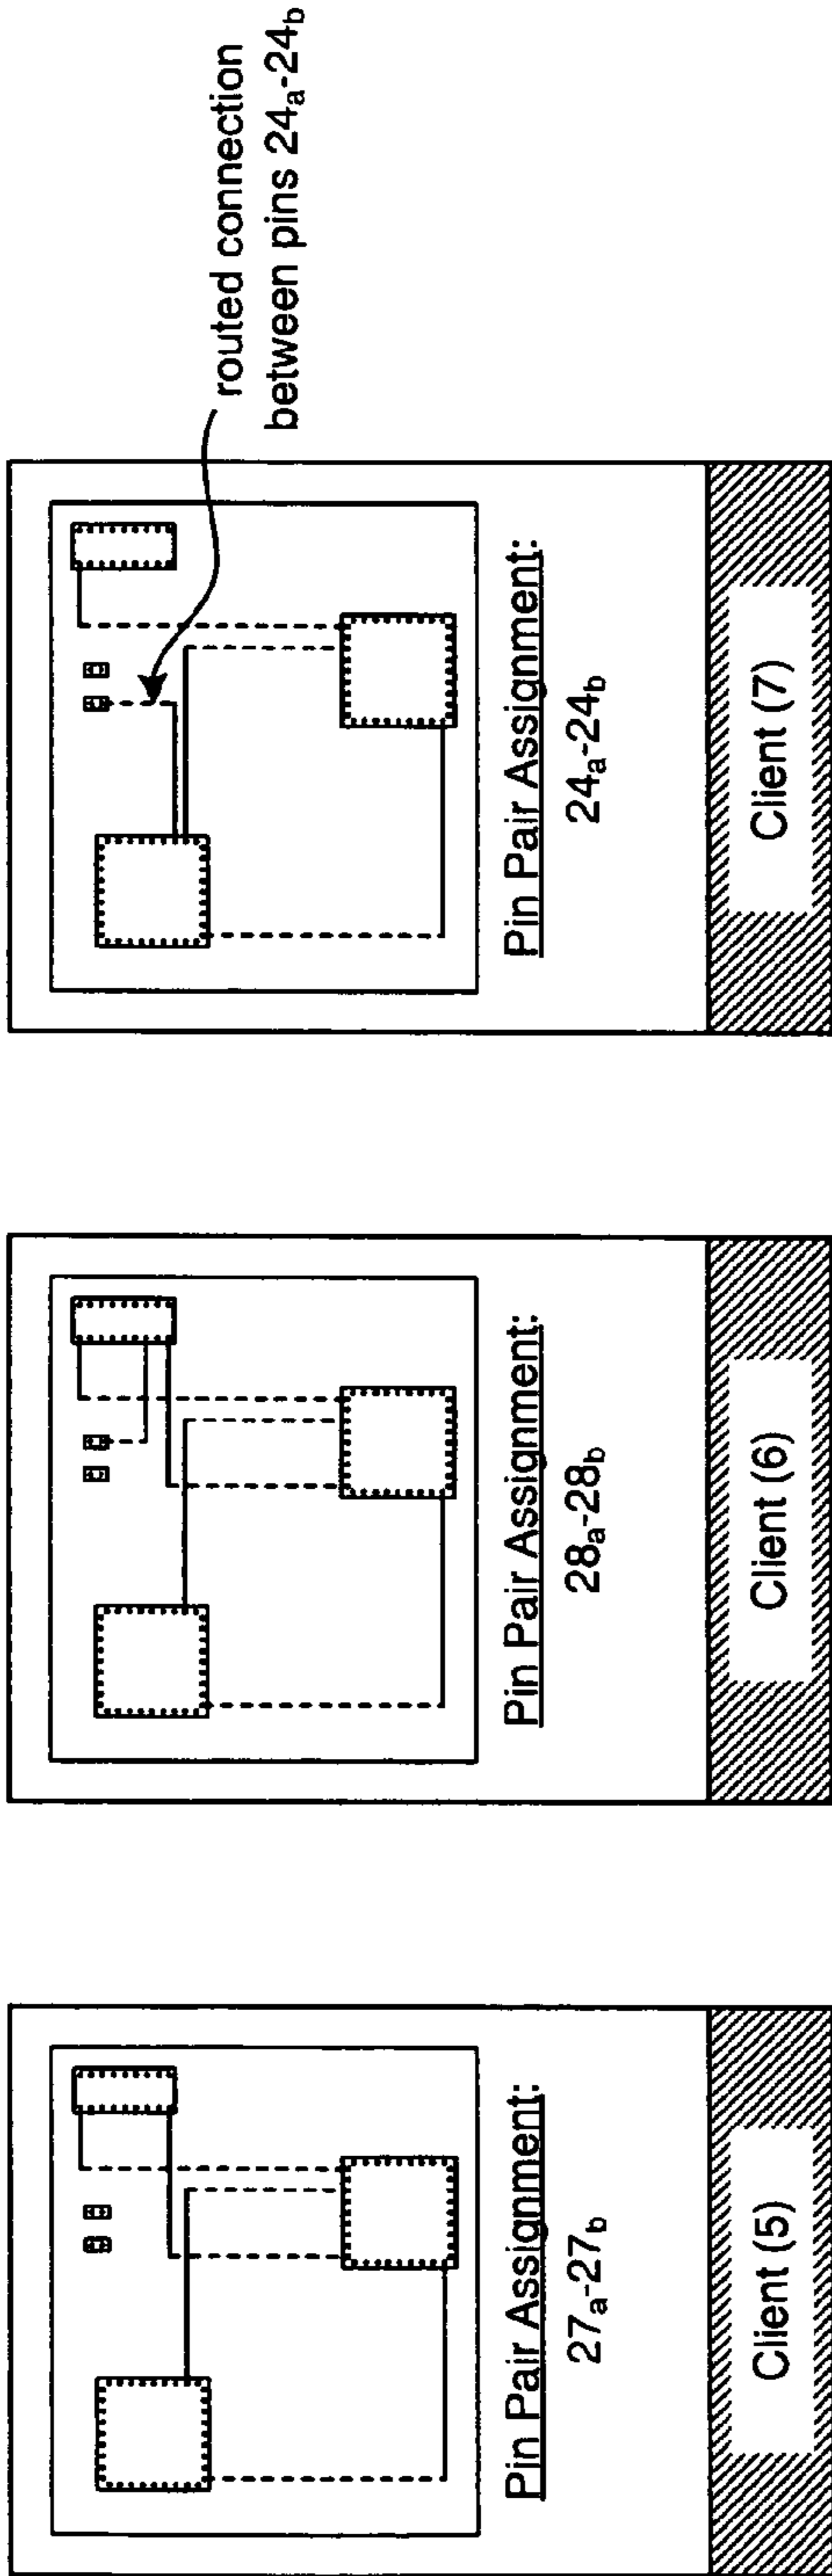 Pin Pair Assignment:
27a-27b
Client (5)
Pin Pair Assignment:
28a-28b
Client (6)
routed connection
between pins 24a-24b
Pin Pair Assignment:
24a-24b
Client (7)